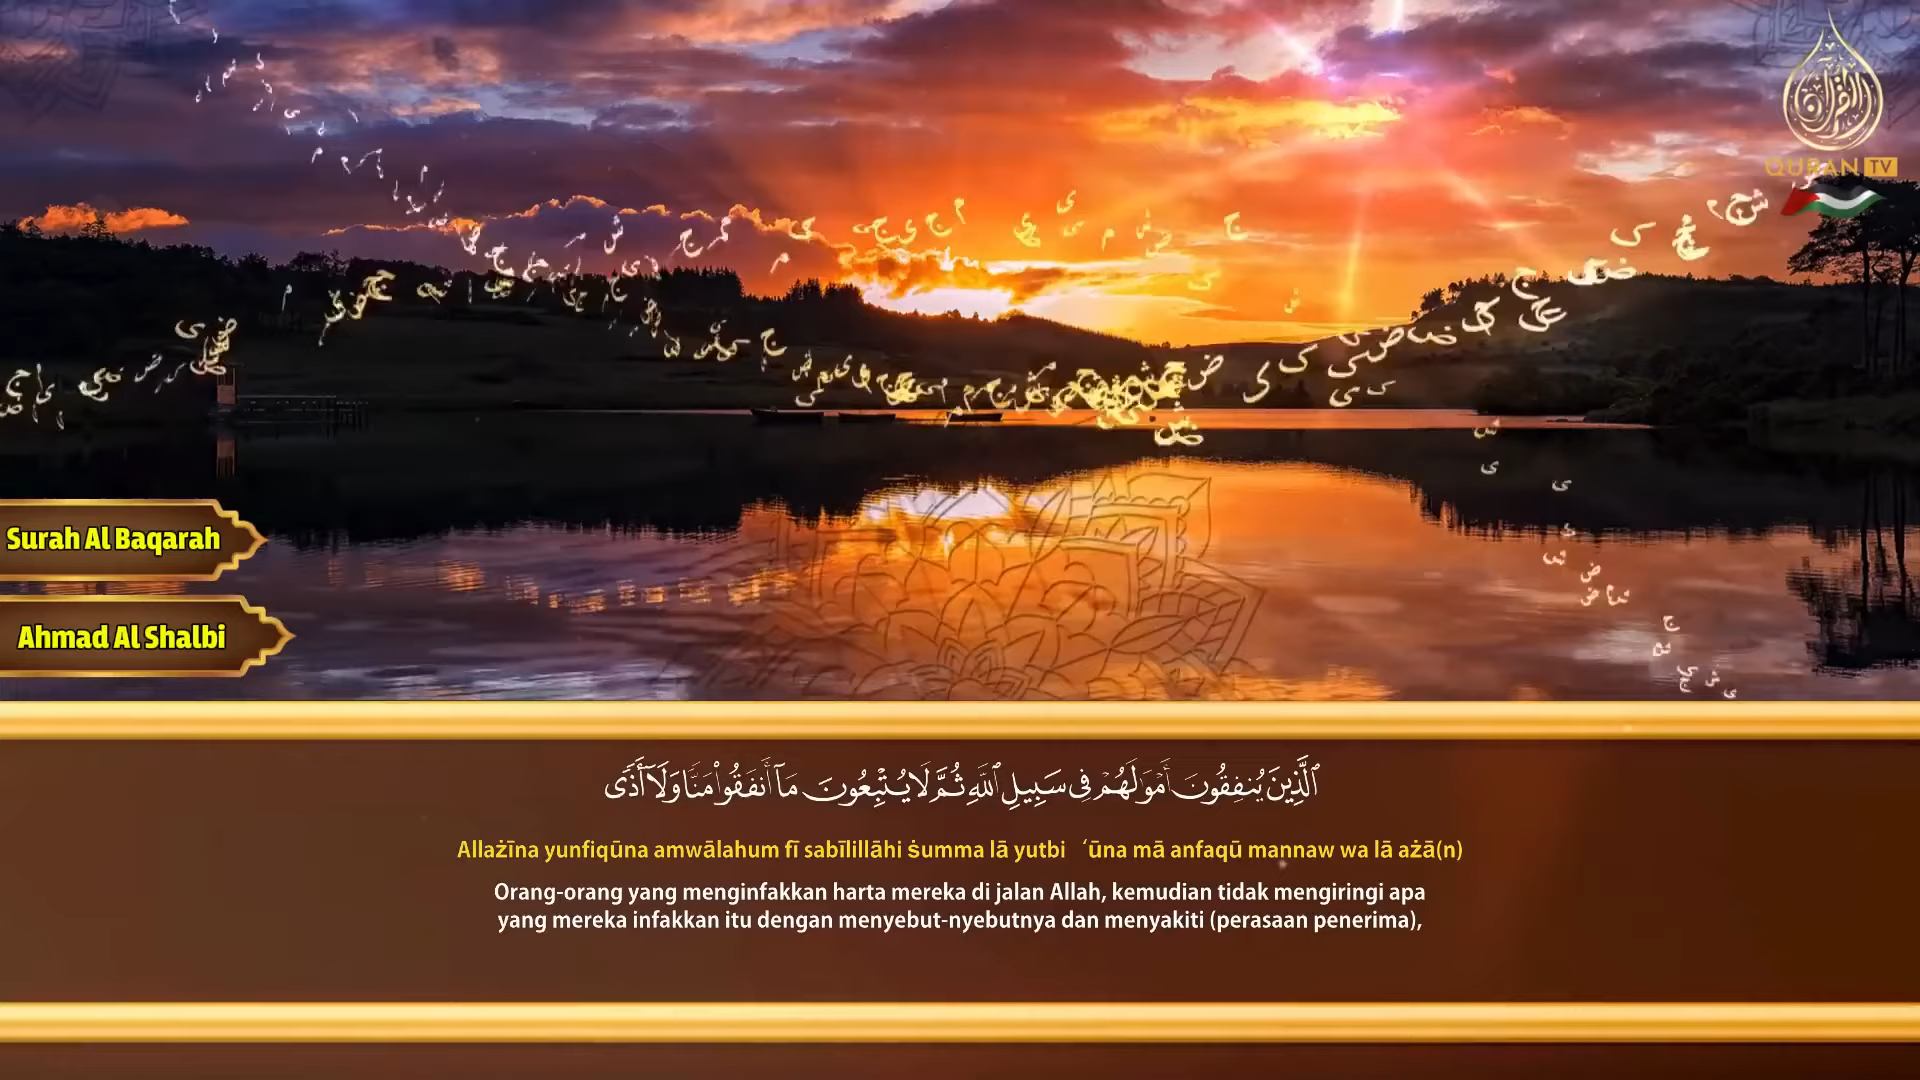 QURAN TV
Surah Al Baqarah
Ahmad Al Shalbi
ٱلَّذِينَ يُنفِقُونَ أَمْوَٰلَهُمْ فِى سَبِيلِ ٱللَّهِ ثُمَّ لَا يُتْبِعُونَ مَآ أَنفَقُوا۟ مَنًّا وَلَآ أَذًى
Allażīna yunfiqūna amwālahum fī sabīlillāhi ṡumma lā yutbi ‘ūna mā anfaqū mannaw wa lā ażā(n)
Orang-orang yang menginfakkan harta mereka di jalan Allah, kemudian tidak mengiringi apa
yang mereka infakkan itu dengan menyebut-nyebutnya dan menyakiti (perasaan penerima),